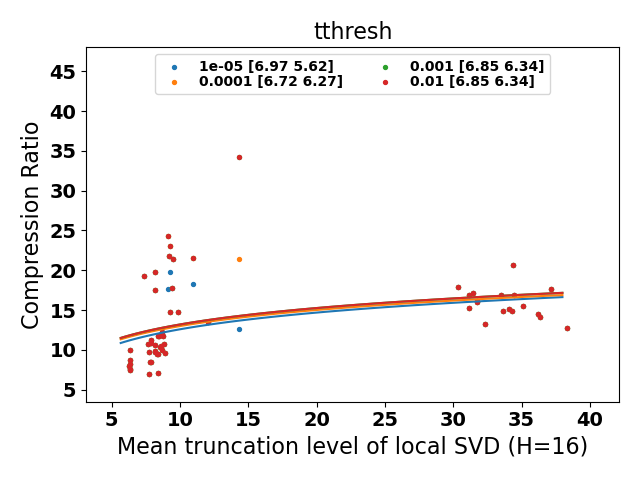 tthresh
1e-05 [6.97 5.62]
0.0001 [6.72 6.27]
0.001 [6.85 6.34]
0.01 [6.85 6.34]
Compression Ratio
45
40
35
30
25
20
15
10
5
5 10 15 20 25 30 35 40
Mean truncation level of local SVD (H=16)